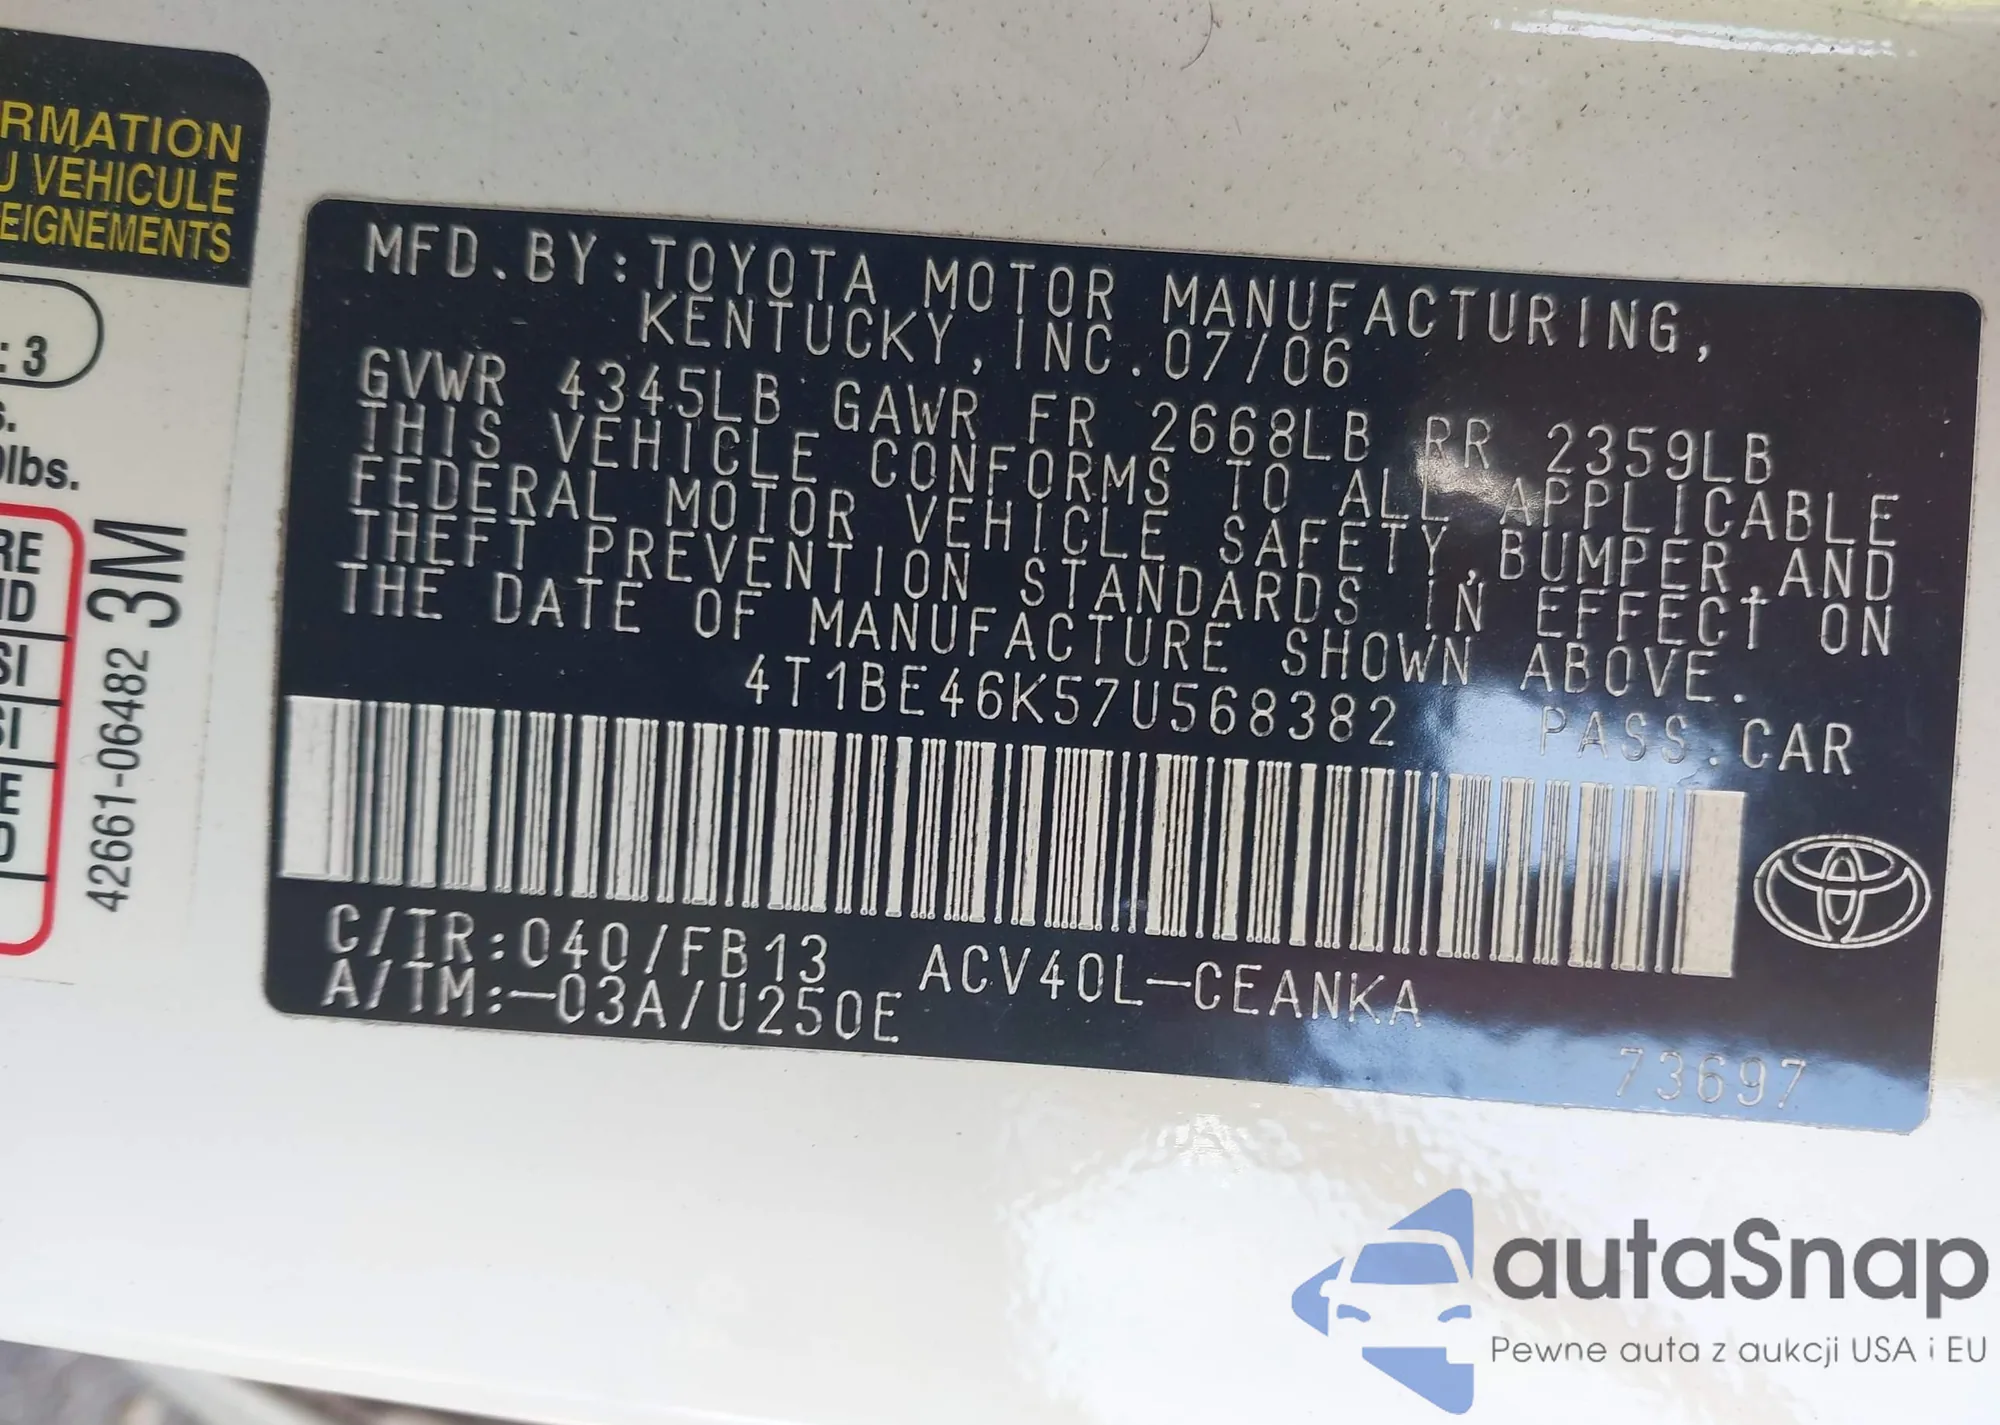 RMATION
U VÉHICULE
EIGNEMENTS
: 3
s.
0lbs.
RE
ND
SI
SI
E
O
42661-06482 3M
MFD.BY:TOYOTA MOTOR MANUFACTURING,
KENTUCKY,INC.07/06
GVWR 4345LB GAWR FR 2668LB RR 2359LB
THIS VEHICLE CONFORMS TO ALL APPLICABLE
FEDERAL MOTOR VEHICLE SAFETY,BUMPER,AND
THEFT PREVENTION STANDARDS IN EFFECT ON
THE DATE OF MANUFACTURE SHOWN ABOVE.
4T1BE46K57U568382 PASS.CAR
C/TR:040/FB13 ACV40L-CEANKA
A/TM:-03A/U250E
73697
autaSnap
Pewne auta z aukcji USA i EU